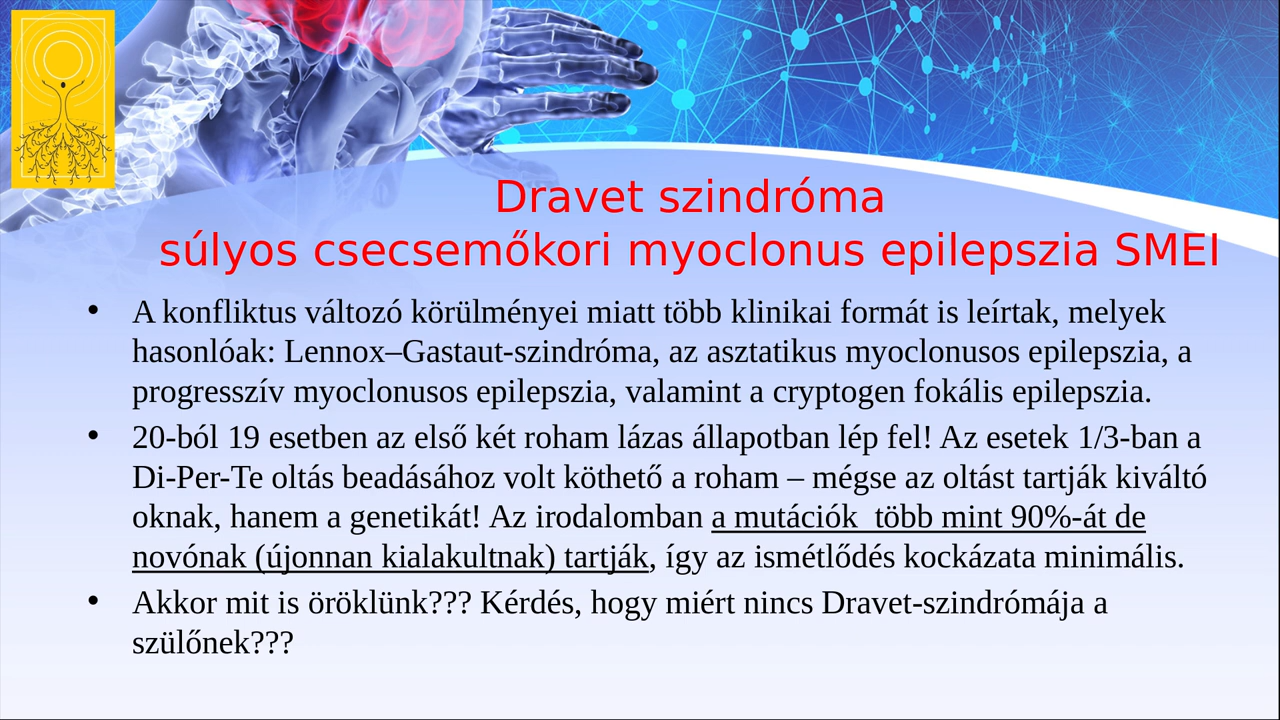 Dravet szindróma
súlyos csecsemőkori myoclonus epilepszia SMEI
• A konfliktus változó körülményei miatt több klinikai formát is leírtak, melyek
hasonlóak: Lennox–Gastaut-szindróma, az asztatikus myoclonusos epilepszia, a
progresszív myoclonusos epilepszia, valamint a cryptogen fokális epilepszia.
• 20-ból 19 esetben az első két roham lázas állapotban lép fel! Az esetek 1/3-ban a
Di-Per-Te oltás beadásához volt köthető a roham – mégse az oltást tartják kiváltó
oknak, hanem a genetikát! Az irodalomban a mutációk  több mint 90%-át de
novónak (újonnan kialakultnak) tartják, így az ismétlődés kockázata minimális.
• Akkor mit is öröklünk??? Kérdés, hogy miért nincs Dravet-szindrómája a
szülőnek???